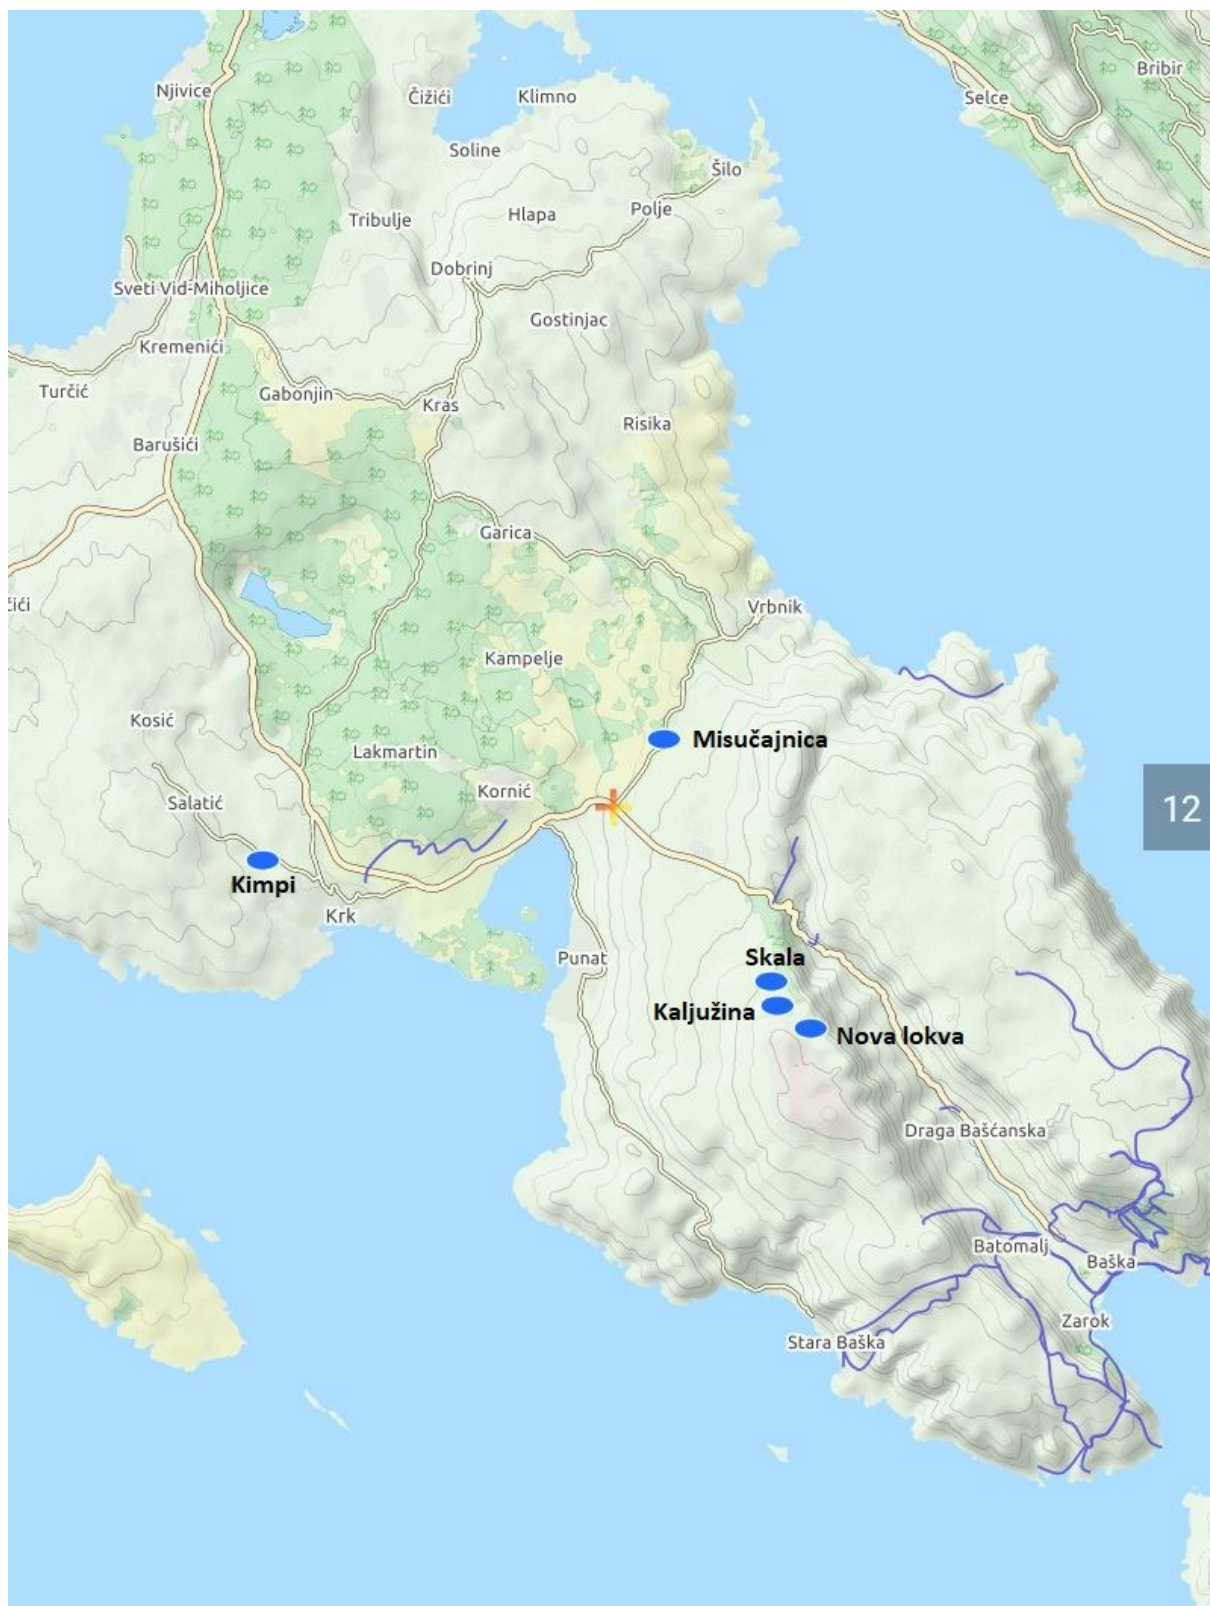 Bribir
Njivice
Čižići
Klimno
Selce
Soline
Šilo
Polje
Hlapa
Tribulje
Dobrinj
Sveti Vid-Miholjice
Gostinjac
Kremenići
Turčić
Gabonjin
Kras
Risika
Barušići
Garica
čići
Vrbnik
Kampelje
Kosić
Misučajnica
Lakmartin
Kornić
Salatić
12
Kimpi
Krk
Punat
Skala
Kaljužina
Nova lokva
Draga Bašćanska
Batomalj
Baška
Zarok
Stara Baška